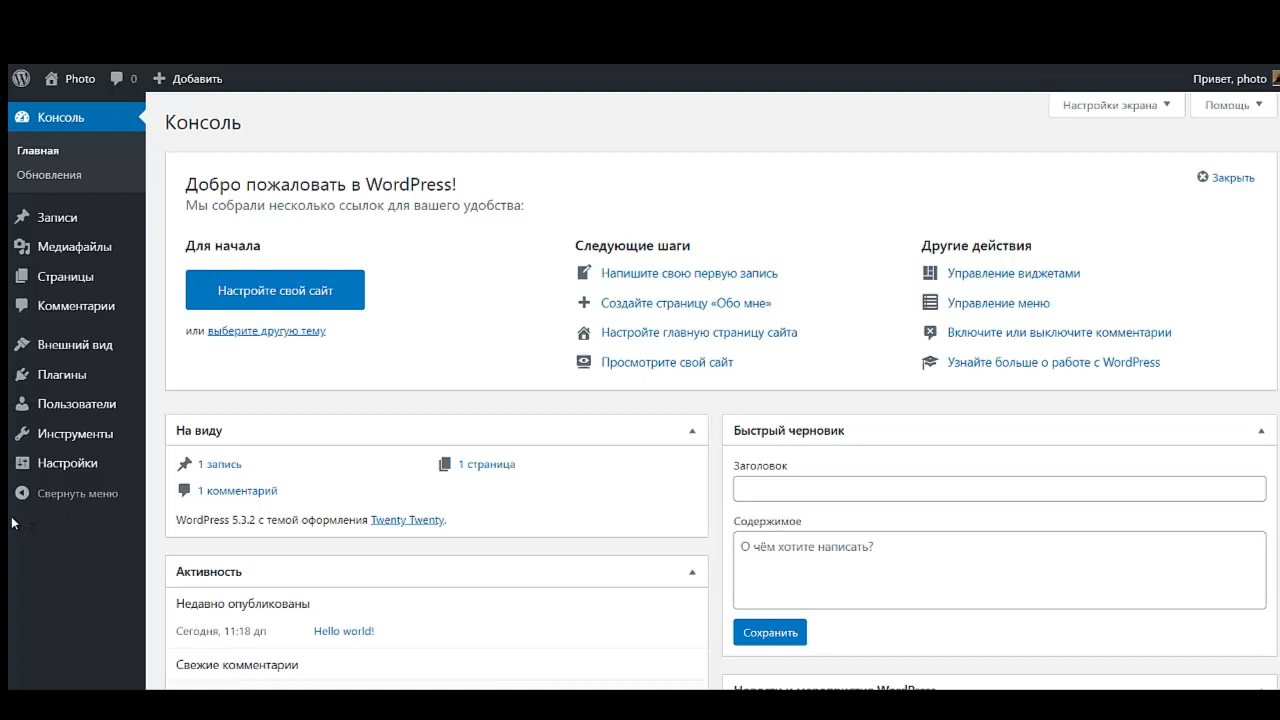 Photo 0 Добавить Привет, photo
Консоль
Главная
Обновления
Записи
Медиафайлы
Страницы
Комментарии
Внешний вид
Плагины
Пользователи
Инструменты
Настройки
Свернуть меню
Настройки экрана Помощь
Консоль
Добро пожаловать в WordPress!
Закрыть
Мы собрали несколько ссылок для вашего удобства:
Для начала
Настройте свой сайт
или выберите другую тему
Следующие шаги
Напишите свою первую запись
Создайте страницу «Обо мне»
Настройте главную страницу сайта
Просмотрите свой сайт
Другие действия
Управление виджетами
Управление меню
Включите или выключите комментарии
Узнайте больше о работе с WordPress
На виду
1 запись 1 страница
1 комментарий
WordPress 5.3.2 с темой оформления Twenty Twenty.
Активность
Недавно опубликованы
Сегодня, 11:18 дп Hello world!
Свежие комментарии
Быстрый черновик
Заголовок
Содержимое
О чём хотите написать?
Сохранить
Новости и мероприятия WordPress